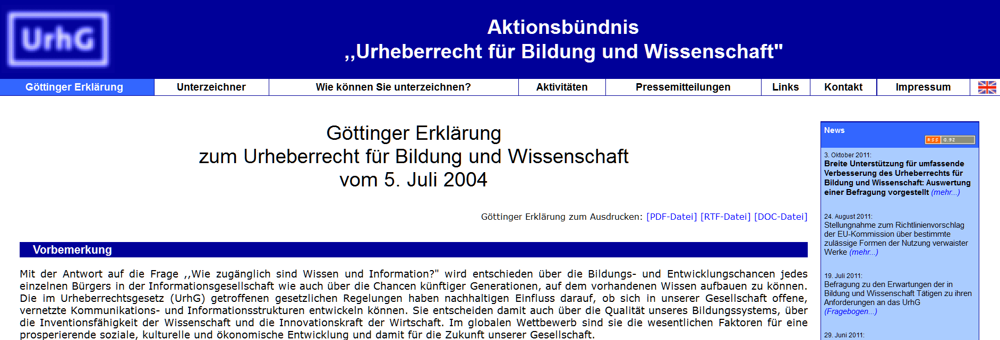 UrhG
Aktionsbündnis
,,Urheberrecht für Bildung und Wissenschaft"
Göttinger Erklärung
Unterzeichner
Wie können Sie unterzeichnen?
Aktivitäten
Pressemitteilungen
Links
Kontakt
Impressum
Göttinger Erklärung
zum Urheberrecht für Bildung und Wissenschaft
vom 5. Juli 2004
Göttinger Erklärung zum Ausdrucken: [PDF-Datei] [RTF-Datei] [DOC-Datei]
Vorbemerkung
Mit der Antwort auf die Frage ,,Wie zugänglich sind Wissen und Information?" wird entschieden über die Bildungs- und Entwicklungschancen jedes
einzelnen Bürgers in der Informationsgesellschaft wie auch über die Chancen künftiger Generationen, auf dem vorhandenen Wissen aufbauen zu können.
Die im Urheberrechtsgesetz (UrhG) getroffenen gesetzlichen Regelungen haben nachhaltigen Einfluss darauf, ob sich in unserer Gesellschaft offene,
vernetzte Kommunikations- und Informationsstrukturen entwickeln können. Sie entscheiden damit auch über die Qualität unseres Bildungssystems, über
die Inventionsfähigkeit der Wissenschaft und die Innovationskraft der Wirtschaft. Im globalen Wettbewerb sind sie die wesentlichen Faktoren für eine
prosperierende soziale, kulturelle und ökonomische Entwicklung und damit für die Zukunft unserer Gesellschaft.
News
RSS 0.92
3. Oktober 2011:
Breite Unterstützung für umfassende
Verbesserung des Urheberrechts für
Bildung und Wissenschaft: Auswertung
einer Befragung vorgestellt (mehr...)
24. August 2011:
Stellungnahme zum Richtlinienvorschlag
der EU-Kommission über bestimmte
zulässige Formen der Nutzung verwaister
Werke (mehr...)
19. Juli 2011:
Befragung zu den Erwartungen der in
Bildung und Wissenschaft Tätigen zu ihren
Anforderungen an das UrhG
(Fragebogen...)
29. Juni 2011: